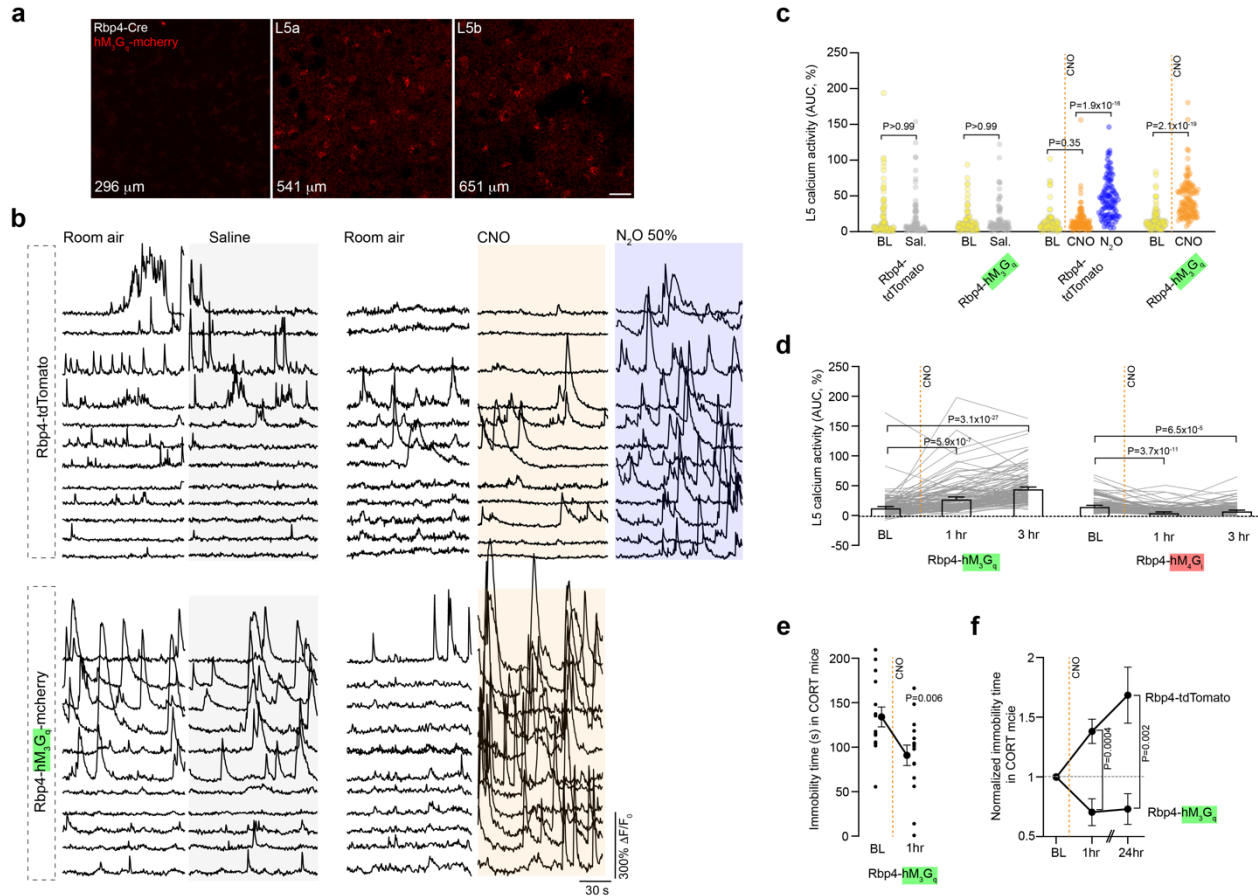 a
Rbp4-Cre
hM₃Gq-mcherry
296 μm
L5a
541 μm
L5b
651 μm
b
Room air
Saline
Room air
CNO
N₂O 50%
Rbp4-tdTomato
Rbp4-hM₃Gq-mcherry
300% ΔF/F₀
30 s
c
L5 calcium activity (AUC, %)
250
200
150
100
50
0
CNO
CNO
P>0.99
P>0.99
P=0.35
P=1.9x10⁻¹⁶
P=2.1x10⁻¹⁹
BL Sal. BL Sal. BL CNO N₂O BL CNO
Rbp4-
tdTomato
Rbp4-hM₃Gq
Rbp4-
tdTomato
Rbp4-hM₃Gq
d
L5 calcium activity (AUC, %)
250
200
150
100
50
0
-50
CNO
P=3.1x10⁻²⁷
P=5.9x10⁻⁷
CNO
P=6.5x10⁻⁵
P=3.7x10⁻¹¹
BL 1 hr 3 hr BL 1 hr 3 hr
Rbp4-hM₃Gq
Rbp4-hM₄Gᵢ
e
Immobility time (s) in CORT mice
200
150
100
50
0
CNO
P=0.006
BL 1hr
Rbp4-hM₃Gq
f
Normalized immobility time
in CORT mcie
2
1.5
1
0.5
CNO
Rbp4-tdTomato
P=0.0004
P=0.002
Rbp4-hM₃Gq
BL 1hr // 24hr